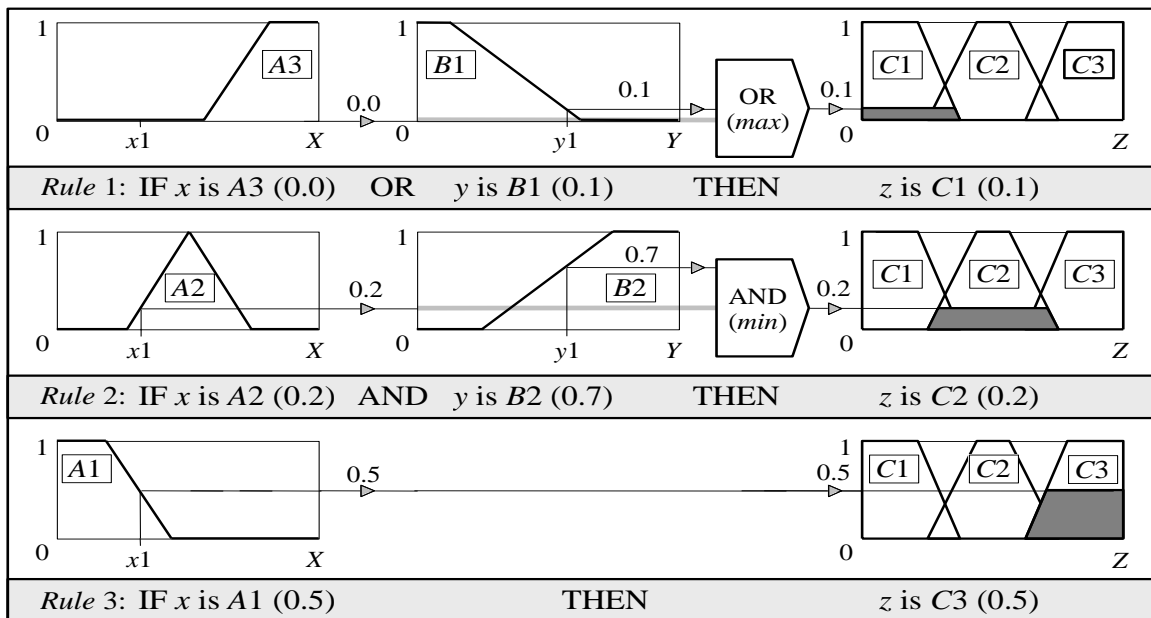 1 A3 B1 1 C1 C2 C3
0.0 0.1 OR (max) 0.1
0 x1 X 0 y1 Y 0 Z
Rule 1: IF x is A3 (0.0) OR y is B1 (0.1) THEN z is C1 (0.1)
1 A2 1 B2 1 C1 C2 C3
0.2 0.7 AND (min) 0.2
0 x1 X 0 y1 Y 0 Z
Rule 2: IF x is A2 (0.2) AND y is B2 (0.7) THEN z is C2 (0.2)
1 A1 1 C1 C2 C3
0.5 0.5
0 x1 X 0 Z
Rule 3: IF x is A1 (0.5) THEN z is C3 (0.5)